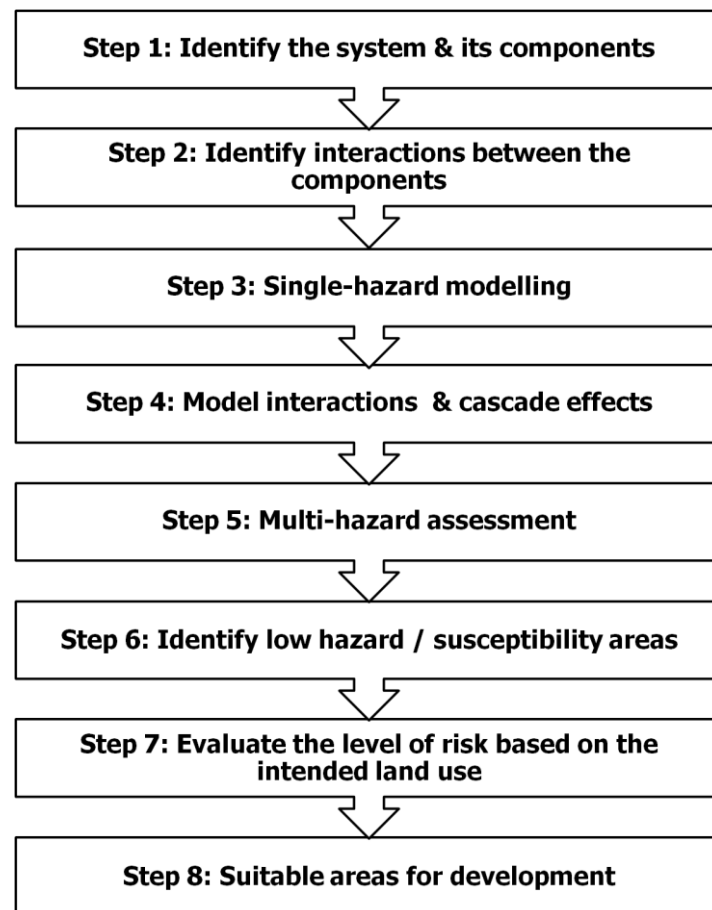 Step 1: Identify the system & its components
Step 2: Identify interactions between the
components
Step 3: Single-hazard modelling
Step 4: Model interactions & cascade effects
Step 5: Multi-hazard assessment
Step 6: Identify low hazard / susceptibility areas
Step 7: Evaluate the level of risk based on the
intended land use
Step 8: Suitable areas for development